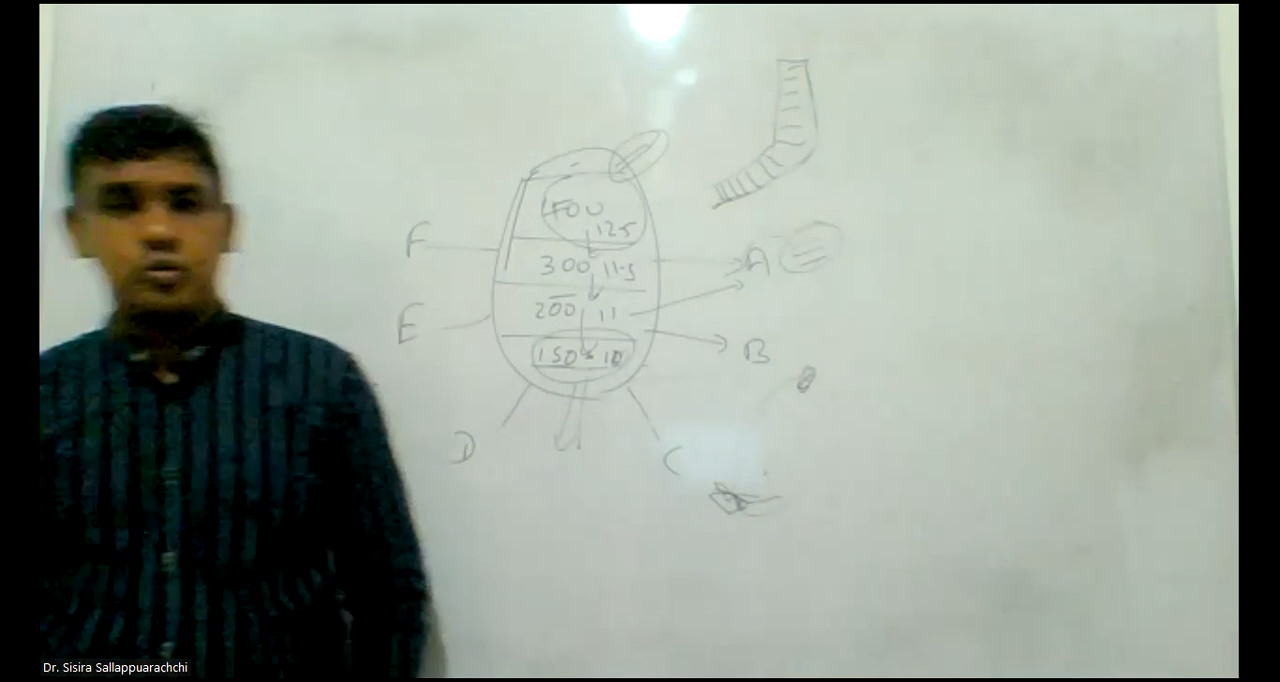 400
125
F
300 11.5
A
E
200 11
150 10
B
D
C
Dr. Sisira Sallappuarachchi